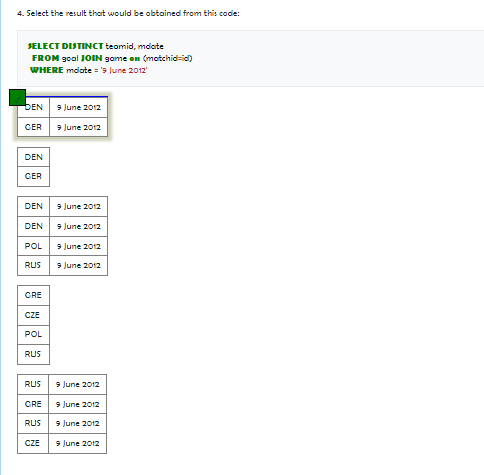 4. Select the result that would be obtained from this code:
SELECT DISTINCT teamid, mdate
FROM goal JOIN game on (matchid=id)
WHERE mdate = '9 June 2012'
DEN 9 June 2012
GER 9 June 2012
DEN
GER
DEN 9 June 2012
DEN 9 June 2012
POL 9 June 2012
RUS 9 June 2012
GRE
CZE
POL
RUS
RUS 9 June 2012
GRE 9 June 2012
RUS 9 June 2012
CZE 9 June 2012